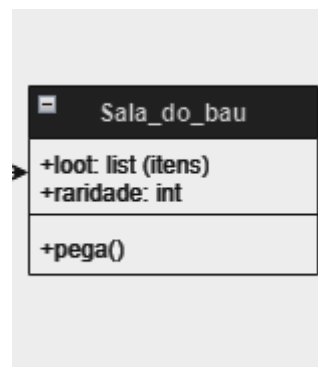 Sala_do_bau
+loot: list (itens)
+raridade: int
+pega()